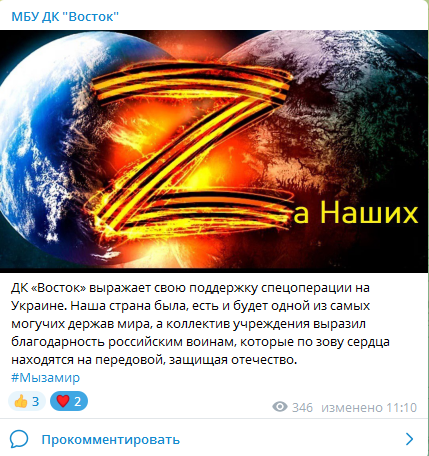 МБУ ДК "Восток"
Zа Наших
ДК «Восток» выражает свою поддержку спецоперации на
Украине. Наша страна была, есть и будет одной из самых
могучих держав мира, а коллектив учреждения выразил
благодарность российским воинам, которые по зову сердца
находятся на передовой, защищая отечество.
#Мызамир
👍 3 ❤️ 2
346 изменено 11:10
Прокомментировать